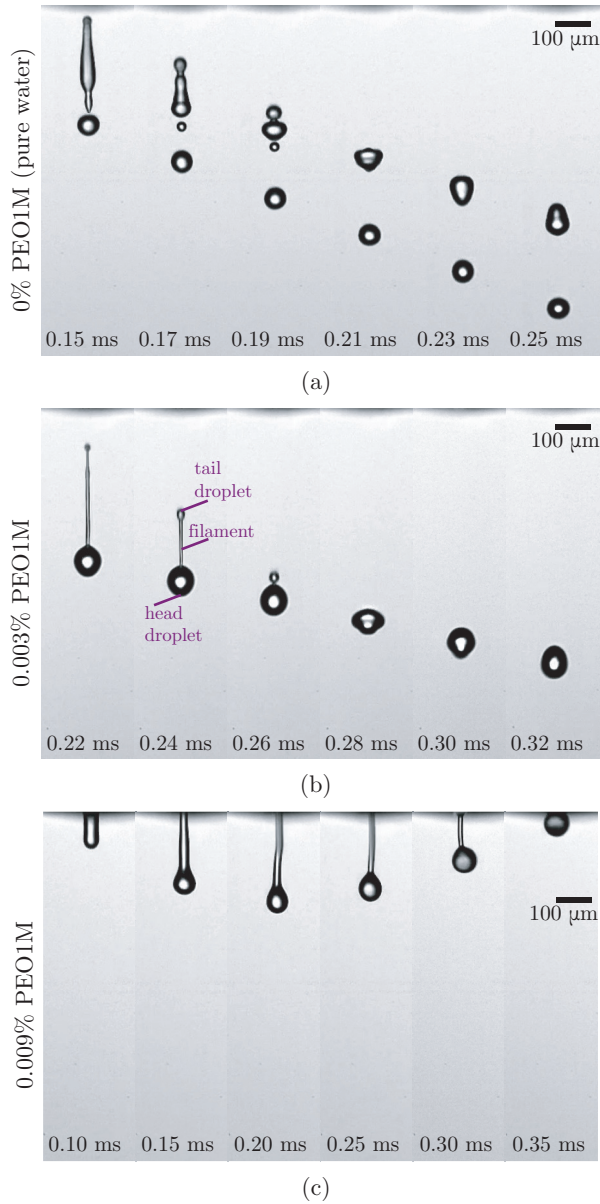 0% PEO1M (pure water)
100 μm
0.15 ms
0.17 ms
0.19 ms
0.21 ms
0.23 ms
0.25 ms
(a)
0.003% PEO1M
100 μm
tail
droplet
filament
head
droplet
0.22 ms
0.24 ms
0.26 ms
0.28 ms
0.30 ms
0.32 ms
(b)
0.009% PEO1M
100 μm
0.10 ms
0.15 ms
0.20 ms
0.25 ms
0.30 ms
0.35 ms
(c)